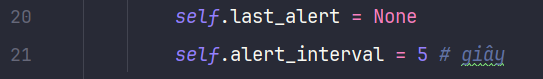 20 self.last_alert = None
21 self.alert_interval = 5 # giây